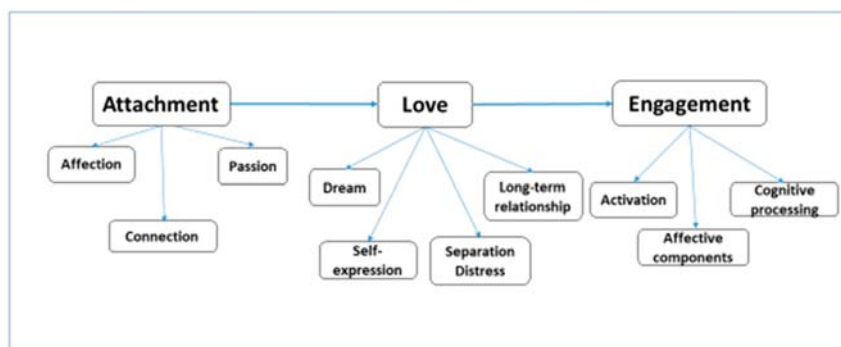 Attachment
Love
Engagement
Affection
Passion
Connection
Dream
Long-term
relationship
Self-
expression
Separation
Distress
Activation
Cognitive
processing
Affective
components